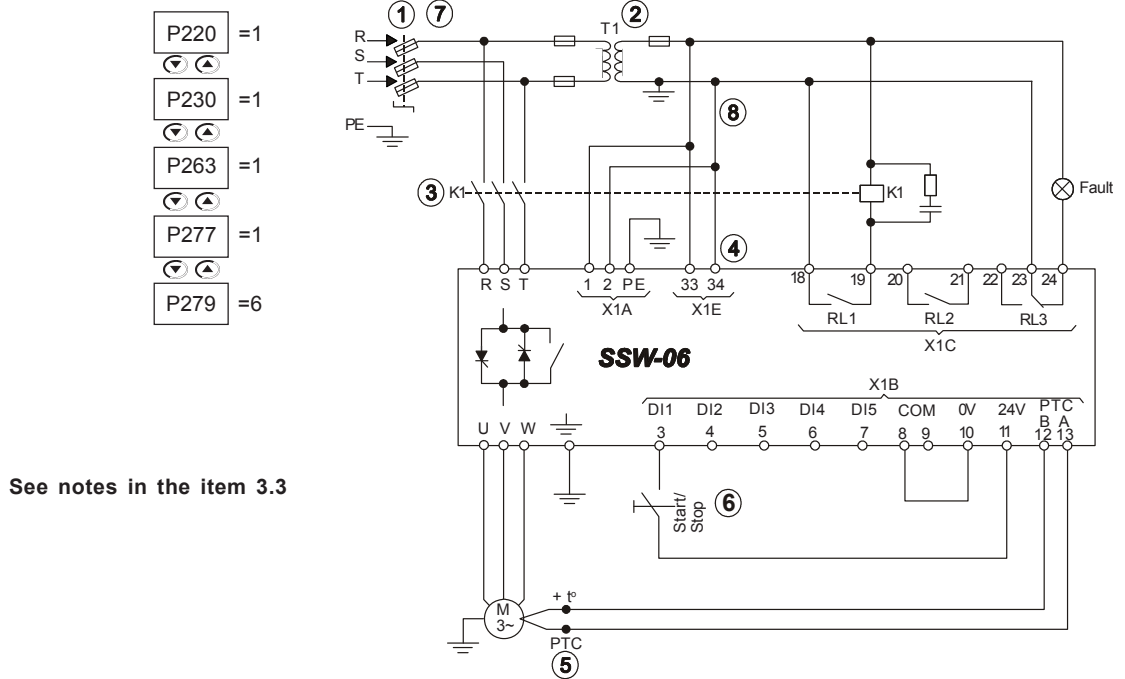 P220 =1
P230 =1
P263 =1
P277 =1
P279 =6
See notes in the item 3.3
1 7 T1 2
R
S
T
PE
8
3 K1 K1 Fault
4
R S T 1 2 PE 33 34 18 19 20 21 22 23 24
X1A X1E RL1 RL2 RL3
X1C
SSW-06
X1B
U V W DI1 DI2 DI3 DI4 DI5 COM 0V 24V PTC
B A
3 4 5 6 7 8 9 10 11 12 13
Start/
Stop
6
+ tº
M
3~
PTC
5